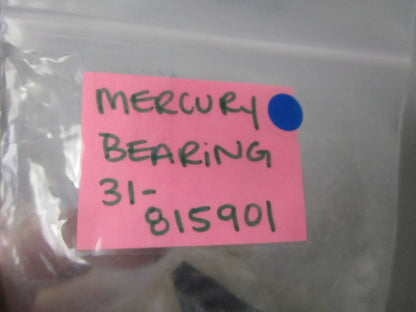 MERCURY
BEARiNG
31-
815901